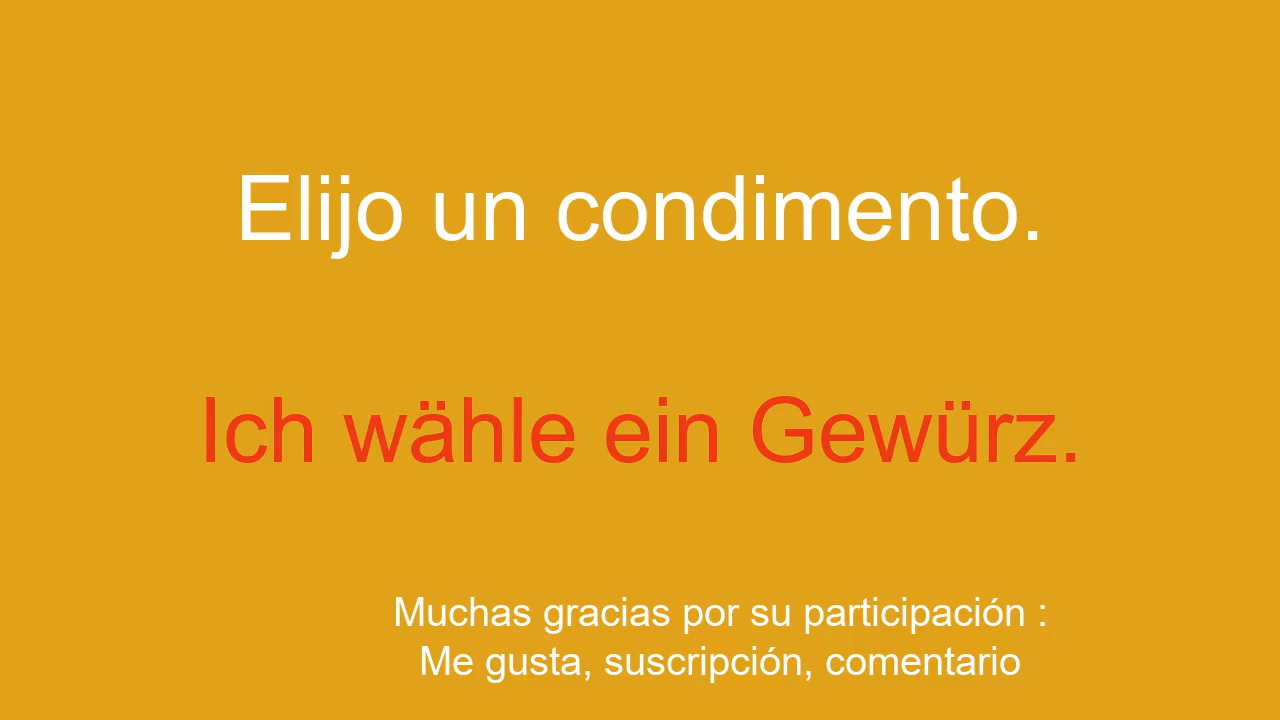 Elijo un condimento.
Ich wähle ein Gewürz.
Muchas gracias por su participación :
Me gusta, suscripción, comentario